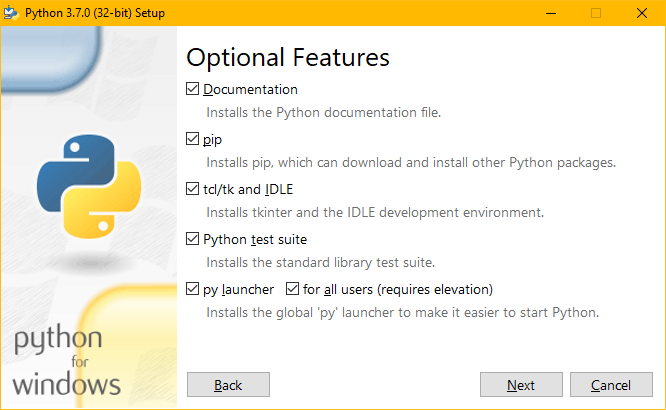 Python 3.7.0 (32-bit) Setup
Optional Features
Documentation
Installs the Python documentation file.
pip
Installs pip, which can download and install other Python packages.
tcl/tk and IDLE
Installs tkinter and the IDLE development environment.
Python test suite
Installs the standard library test suite.
py launcher for all users (requires elevation)
Installs the global 'py' launcher to make it easier to start Python.
python
for
windows
Back Next Cancel